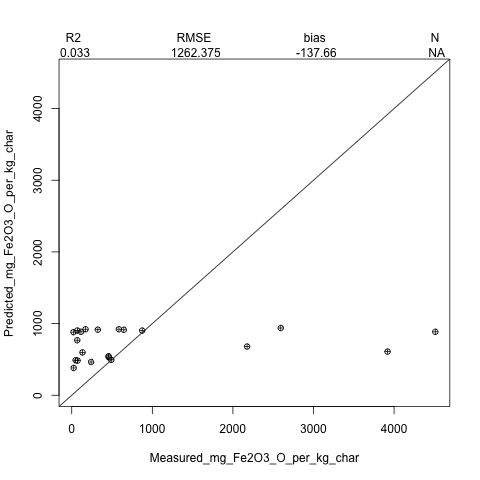 R2 RMSE bias N
0.033 1262.375 -137.66 NA
Predicted_mg_Fe2O3_O_per_kg_char
4000
3000
2000
1000
0
0 1000 2000 3000 4000
Measured_mg_Fe2O3_O_per_kg_char